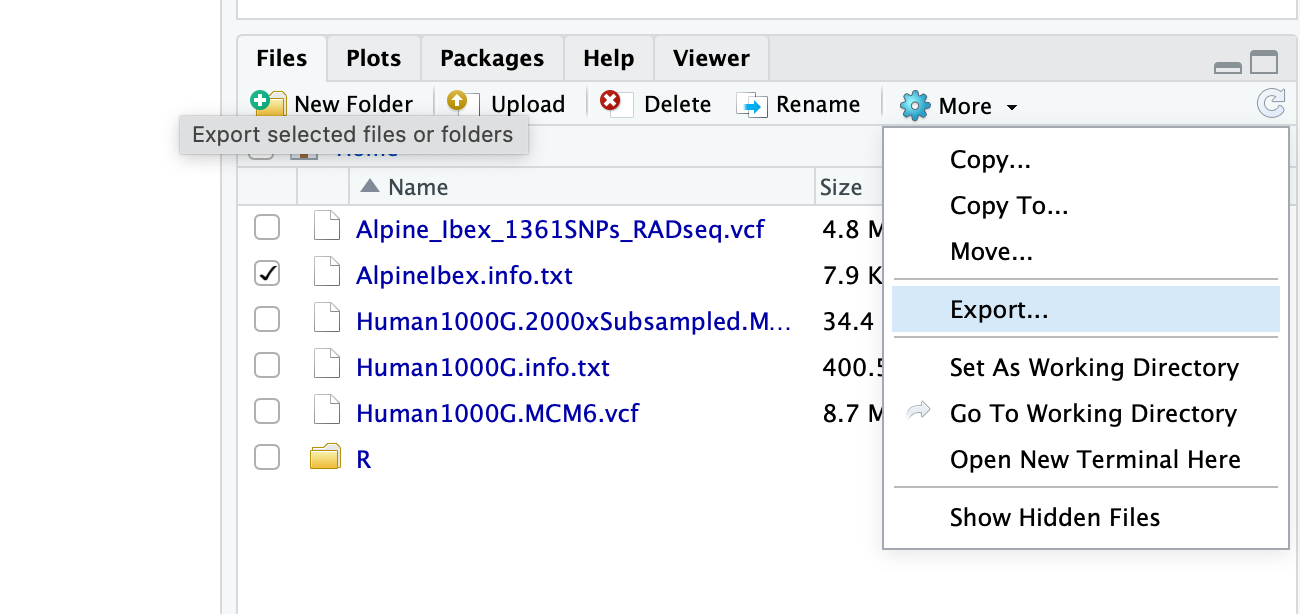 Files Plots Packages Help Viewer
New Folder Upload Delete Rename More
Export selected files or folders
Home
Name Size
Alpine_Ibex_1361SNPs_RADseq.vcf 4.8 M
AlpineIbex.info.txt 7.9 K
Human1000G.2000xSubsampled.M... 34.4
Human1000G.info.txt 400.5
Human1000G.MCM6.vcf 8.7 M
R
Copy...
Copy To...
Move...
Export...
Set As Working Directory
Go To Working Directory
Open New Terminal Here
Show Hidden Files